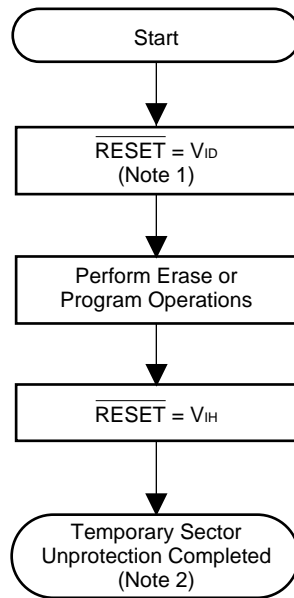 Start
RESET = VID
(Note 1)
Perform Erase or
Program Operations
RESET = VIH
Temporary Sector
Unprotection Completed
(Note 2)